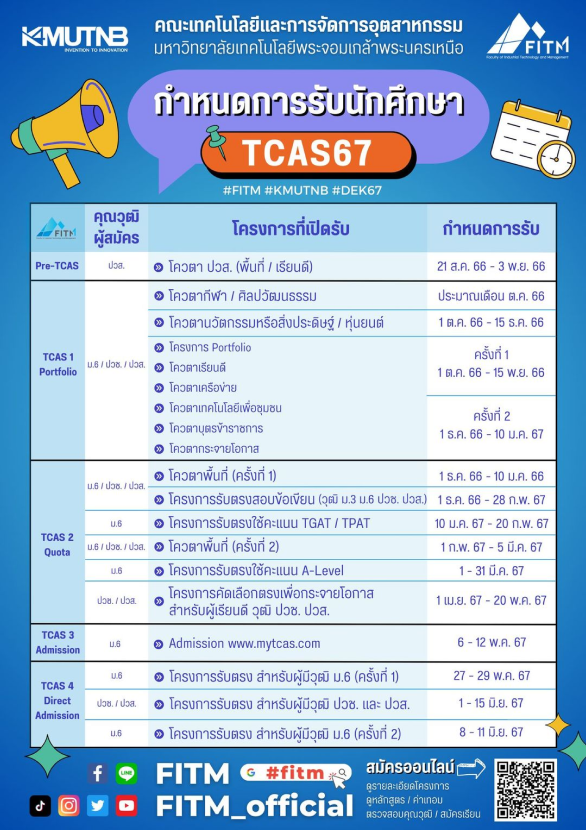 KMUTNB
INVENTION TO INNOVATION
คณะเทคโนโลยีและการจัดการอุตสาหกรรม
มหาวิทยาลัยเทคโนโลยีพระจอมเกล้าพระนครเหนือ
FITM
Faculty of Industrial Technology and Management
กำหนดการรับนักศึกษา
TCAS67
#FITM #KMUTNB #DEK67
FITM
คุณวุฒิ
ผู้สมัคร
โครงการที่เปิดรับ
กำหนดการรับ
Pre-TCAS
ปวส.
โควตา ปวส. (พื้นที่ / เรียนดี)
21 ส.ค. 66 - 3 พ.ย. 66
TCAS 1
Portfolio
ม.6 / ปวช. / ปวส.
โควตากีฬา / ศิลปวัฒนธรรม
ประมาณเดือน ต.ค. 66
โควตานวัตกรรมหรือสิ่งประดิษฐ์ / หุ่นยนต์
1 ต.ค. 66 - 15 ธ.ค. 66
โครงการ Portfolio
โควตาเรียนดี
โควตาเครือข่าย
โควตาเทคโนโลยีเพื่อชุมชน
โควตาบุตรข้าราชการ
โควตากระจายโอกาส
ครั้งที่ 1
1 ต.ค. 66 - 15 พ.ย. 66
ครั้งที่ 2
1 ธ.ค. 66 - 10 ม.ค. 67
TCAS 2
Quota
ม.6 / ปวช. / ปวส.
โควตาพื้นที่ (ครั้งที่ 1)
1 ธ.ค. 66 - 10 ม.ค. 66
โครงการรับตรงสอบข้อเขียน (วุฒิ ม.3 ม.6 ปวช. ปวส.)
1 ธ.ค. 66 - 28 ก.พ. 67
ม.6
โครงการรับตรงใช้คะแนน TGAT / TPAT
10 ม.ค. 67 - 20 ก.พ. 67
ม.6 / ปวช. / ปวส.
โควตาพื้นที่ (ครั้งที่ 2)
1 ก.พ. 67 - 5 มี.ค. 67
ม.6
โครงการรับตรงใช้คะแนน A-Level
1 - 31 มี.ค. 67
ปวช. / ปวส.
โครงการคัดเลือกตรงเพื่อกระจายโอกาส
สำหรับผู้เรียนดี วุฒิ ปวช. ปวส.
1 เม.ย. 67 - 20 พ.ค. 67
TCAS 3
Admission
ม.6
Admission www.mytcas.com
6 - 12 พ.ค. 67
TCAS 4
Direct
Admission
ม.6
โครงการรับตรง สำหรับผู้มีวุฒิ ม.6 (ครั้งที่ 1)
27 - 29 พ.ค. 67
ปวช. / ปวส.
โครงการรับตรง สำหรับผู้มีวุฒิ ปวช. และ ปวส.
1 - 15 มิ.ย. 67
ม.6
โครงการรับตรง สำหรับผู้มีวุฒิ ม.6 (ครั้งที่ 2)
8 - 11 มิ.ย. 67
LINE
FITM
G #fitm
FITM_official
สมัครออนไลน์
ดูรายละเอียดโครงการ
ดูหลักสูตร / ค่าเทอม
ตรวจสอบคุณวุฒิ / สมัครเรียน